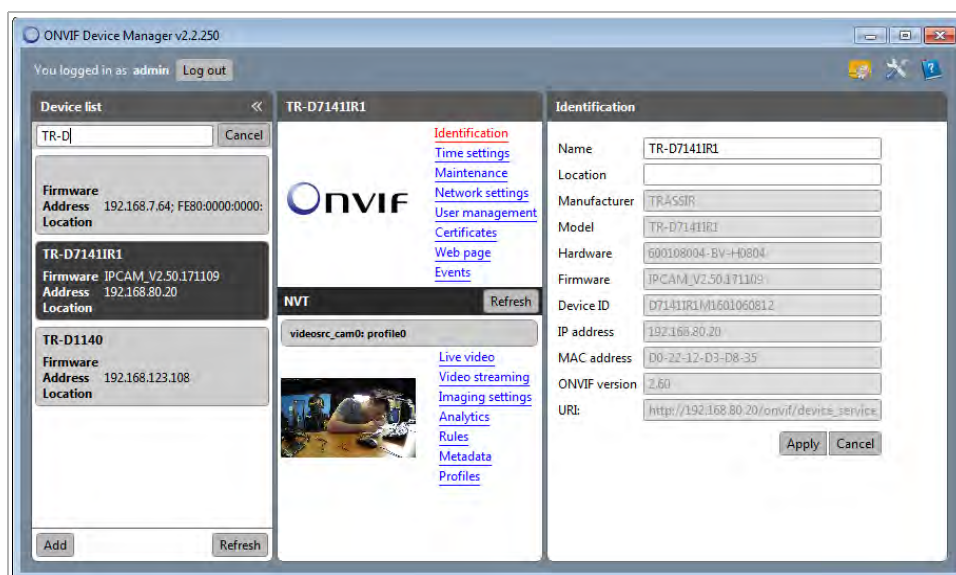 ONVIF Device Manager v2.2.250
You logged in as admin Log out
Device list «
TR-D Cancel
Firmware
Address 192.168.7.64; FE80:0000:0000:
Location
TR-D7141IR1
Firmware IPCAM_V2.50.171109
Address 192.168.80.20
Location
TR-D1140
Firmware
Address 192.168.123.108
Location
Add Refresh
TR-D7141IR1
ONVIF
Identification
Time settings
Maintenance
Network settings
User management
Certificates
Web page
Events
NVT Refresh
videosrc_cam0: profile0
Live video
Video streaming
Imaging settings
Analytics
Rules
Metadata
Profiles
Identification
Name TR-D7141IR1
Location
Manufacturer TRASSIR
Model TR-D7141IR1
Hardware 600108004-BV-H0804
Firmware IPCAM_V2.50.171109
Device ID D7141IR1M1601060812
IP address 192.168.80.20
MAC address D0-22-12-D3-D8-35
ONVIF version 2.60
URI: http://192.168.80.20/onvif/device_service
Apply Cancel